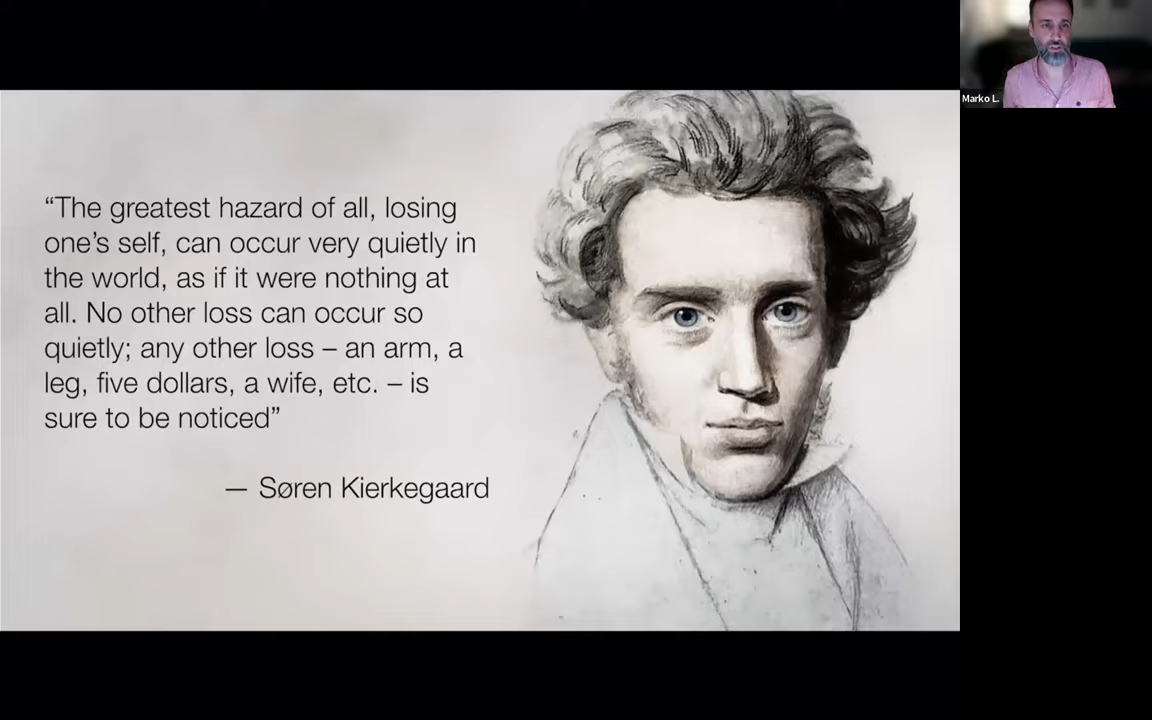 “The greatest hazard of all, losing
one’s self, can occur very quietly in
the world, as if it were nothing at
all. No other loss can occur so
quietly; any other loss – an arm, a
leg, five dollars, a wife, etc. – is
sure to be noticed”
— Søren Kierkegaard
Marko L.